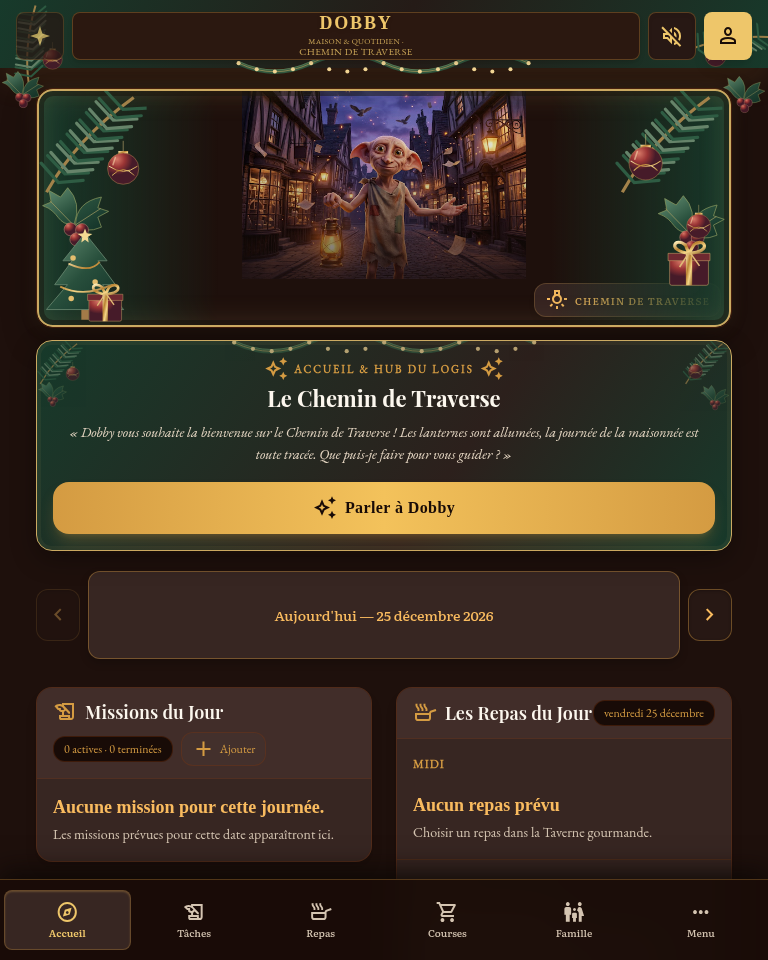 DOBBY
MAISON & QUOTIDIEN ·
CHEMIN DE TRAVERSE
CHEMIN DE TRAVERSE
ACCUEIL & HUB DU LOGIS
Le Chemin de Traverse
« Dobby vous souhaite la bienvenue sur le Chemin de Traverse ! Les lanternes sont allumées, la journée de la maisonnée est
toute tracée. Que puis-je faire pour vous guider ? »
Parler à Dobby
Aujourd'hui — 25 décembre 2026
Missions du Jour
0 actives · 0 terminées
Ajouter
Aucune mission pour cette journée.
Les missions prévues pour cette date apparaîtront ici.
Les Repas du Jour
vendredi 25 décembre
MIDI
Aucun repas prévu
Choisir un repas dans la Taverne gourmande.
Accueil
Tâches
Repas
Courses
Famille
Menu